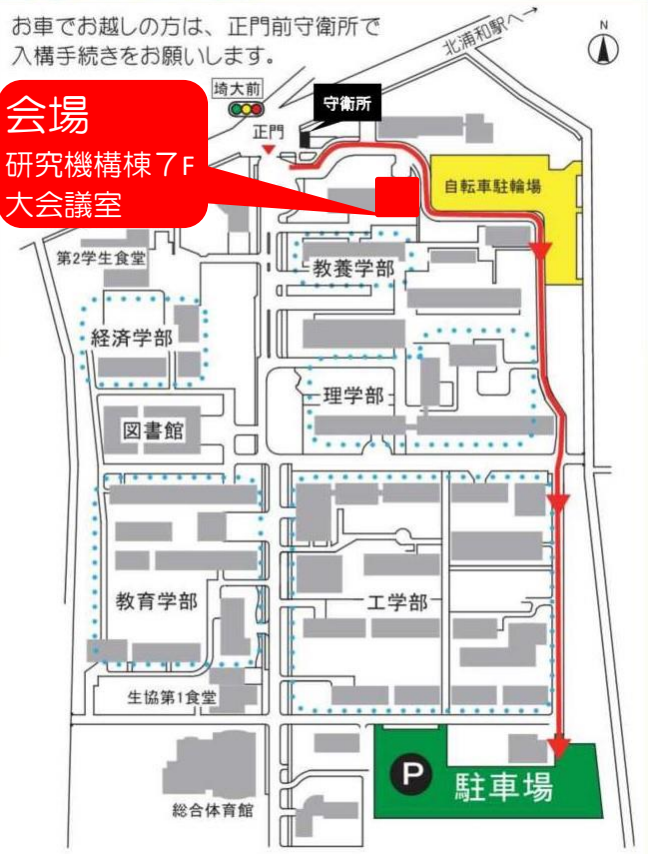 お車でお越しの方は、正門前守衛所で
入構手続きをお願いします。
北浦和駅へ→
N
埼大前
守衛所
正門
会場
研究機構棟7F
大会議室
自転車駐輪場
第2学生食堂
教養学部
経済学部
理学部
図書館
教育学部
工学部
生協第1食堂
P
駐車場
総合体育館